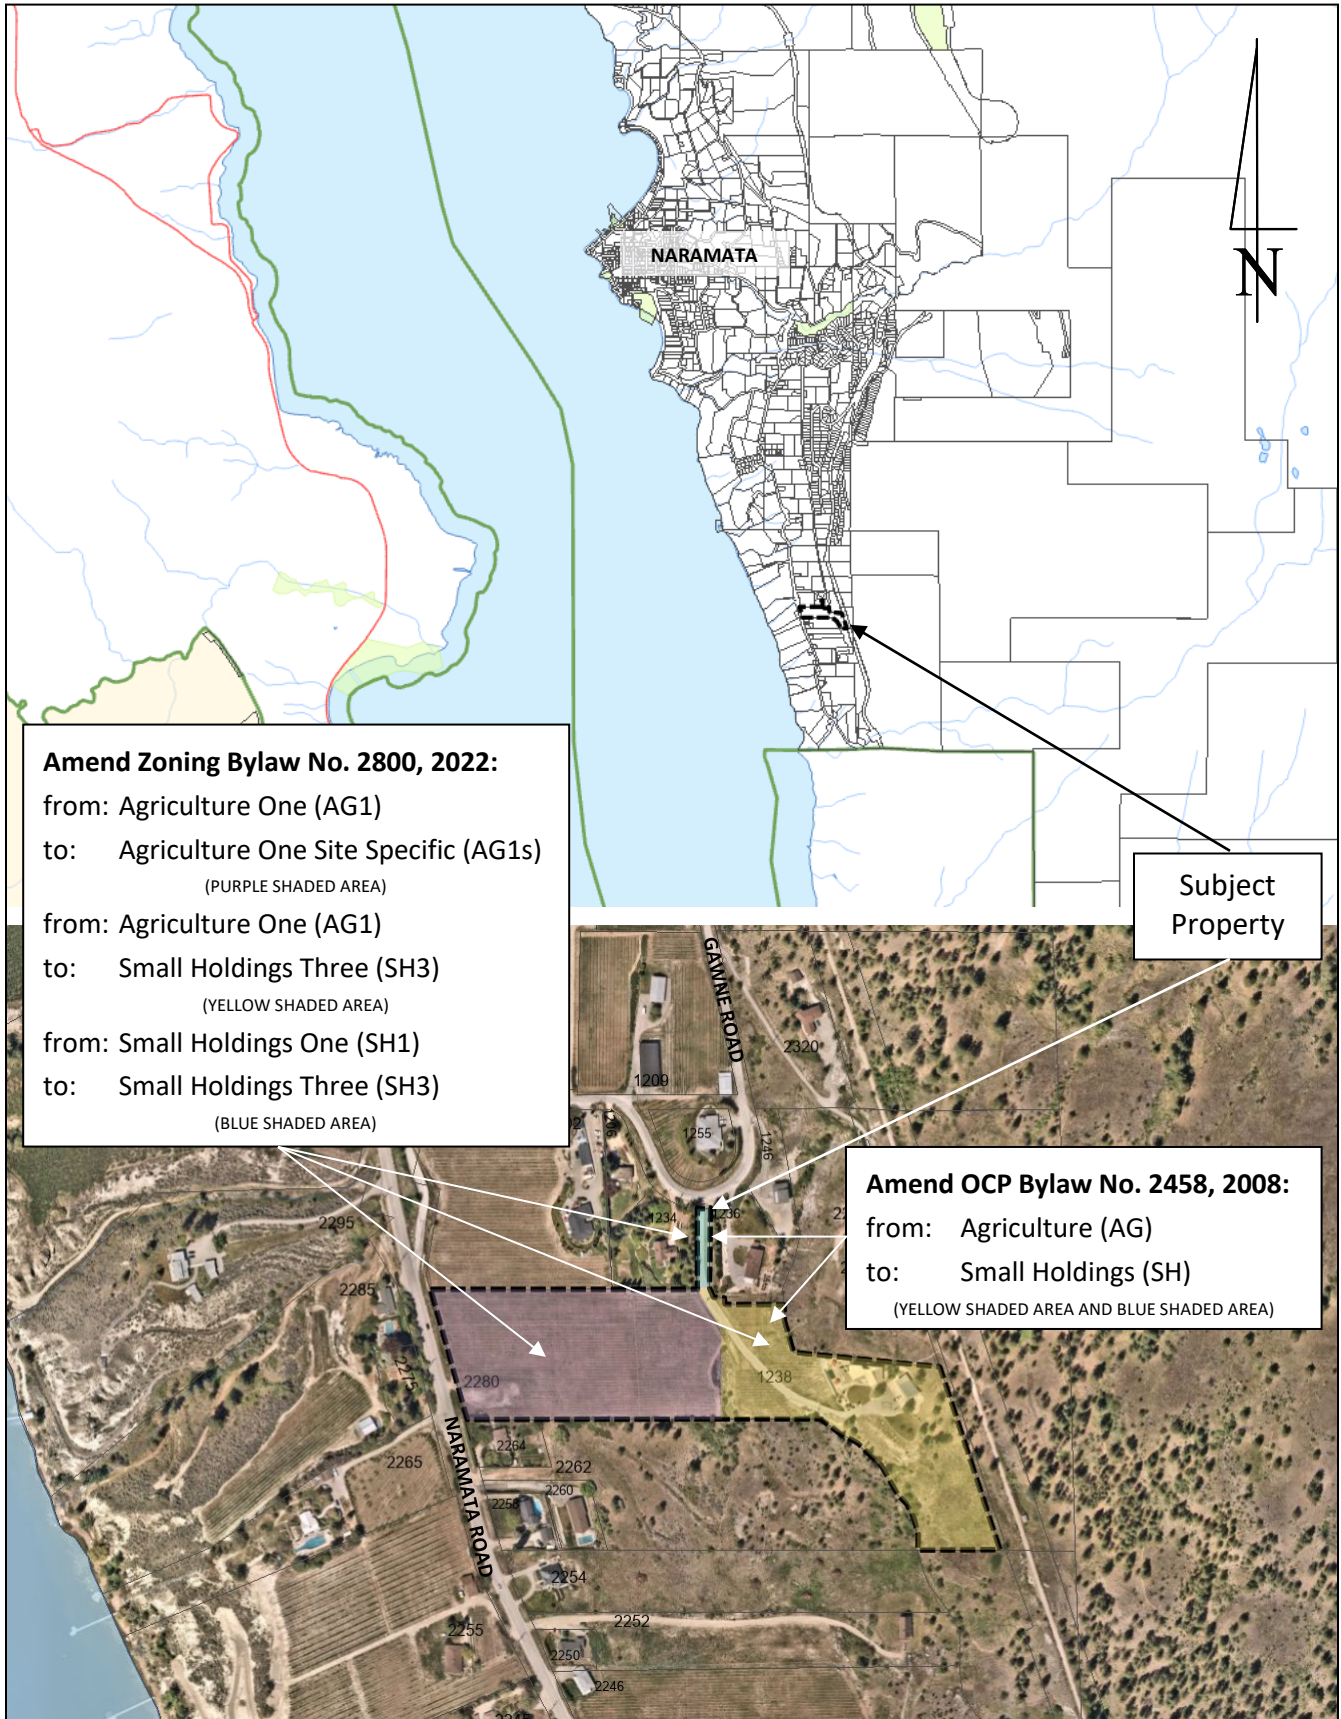 NARAMATA
N
Amend Zoning Bylaw No. 2800, 2022:
from: Agriculture One (AG1)
to: Agriculture One Site Specific (AG1s)
(PURPLE SHADED AREA)
from: Agriculture One (AG1)
to: Small Holdings Three (SH3)
(YELLOW SHADED AREA)
from: Small Holdings One (SH1)
to: Small Holdings Three (SH3)
(BLUE SHADED AREA)
Subject
Property
GAWNE ROAD
2320
1209
1206
1255
1246
2295
1234
1236
Amend OCP Bylaw No. 2458, 2008:
from: Agriculture (AG)
to: Small Holdings (SH)
(YELLOW SHADED AREA AND BLUE SHADED AREA)
2285
2275
2280
1238
NARAMATA ROAD
2264
2265
2262
2258
2260
2254
2252
2255
2250
2246